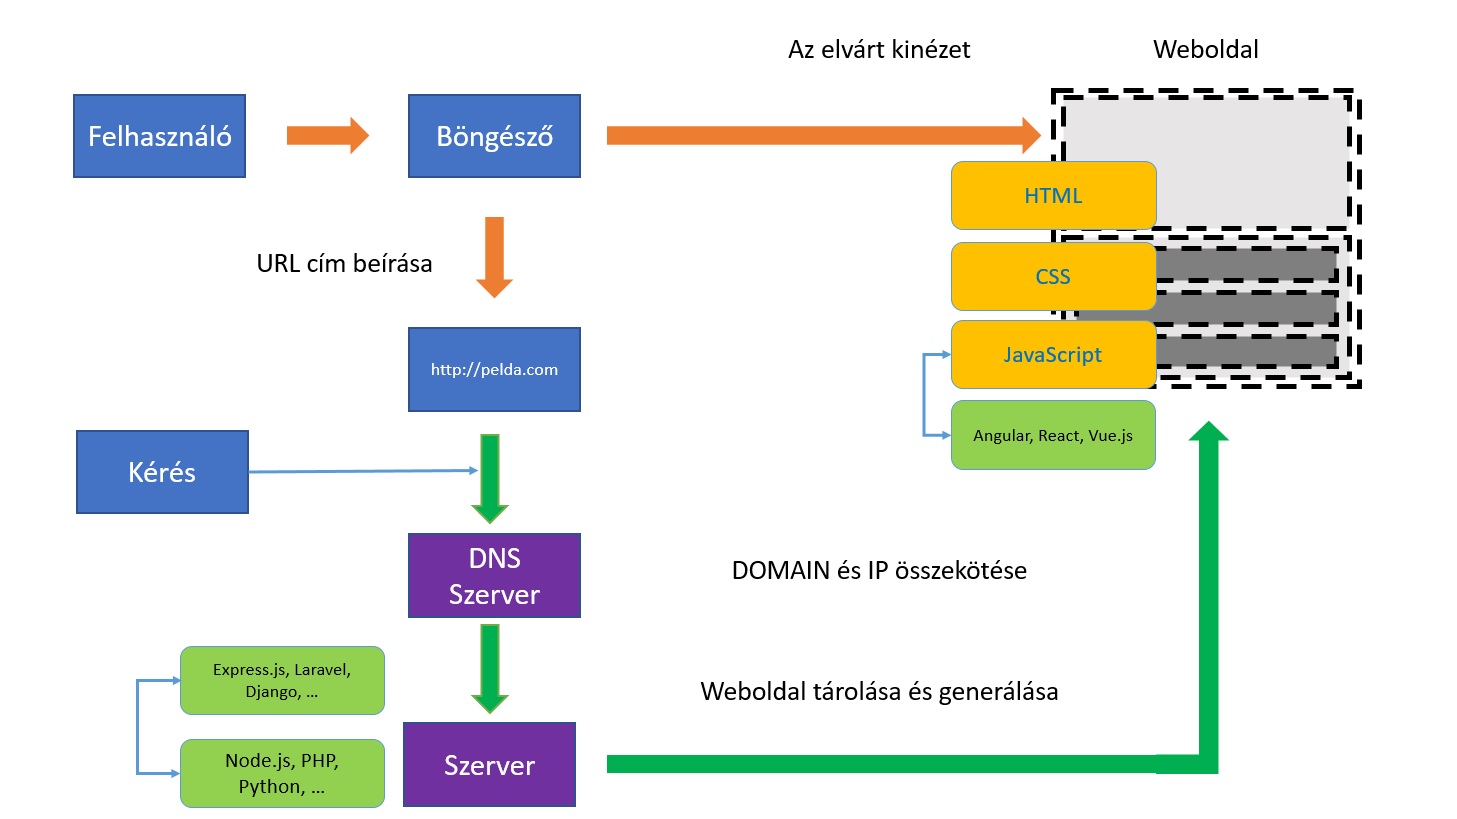 Az elvárt kinézet
Weboldal
Felhasználó
Böngésző
HTML
URL cím beírása
CSS
http://pelda.com
JavaScript
Angular, React, Vue.js
Kérés
DNS
Szerver
DOMAIN és IP összekötése
Express.js, Laravel,
Django, ...
Weboldal tárolása és generálása
Node.js, PHP,
Python, ...
Szerver